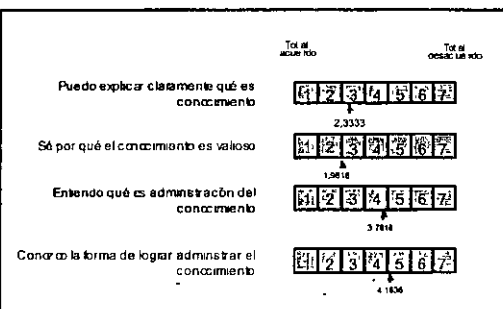 Total acuerdo
Total desacuerdo
Puedo explicar claramente qué es conocimiento
1 2 3 4 5 6 7
2,3333
Sé por qué el conocimiento es valioso
1 2 3 4 5 6 7
1,9818
Entiendo qué es adminstración del conocimiento
1 2 3 4 5 6 7
3.7818
Conozco la forma de lograr adminstrar el conocimiento
1 2 3 4 5 6 7
4.1636